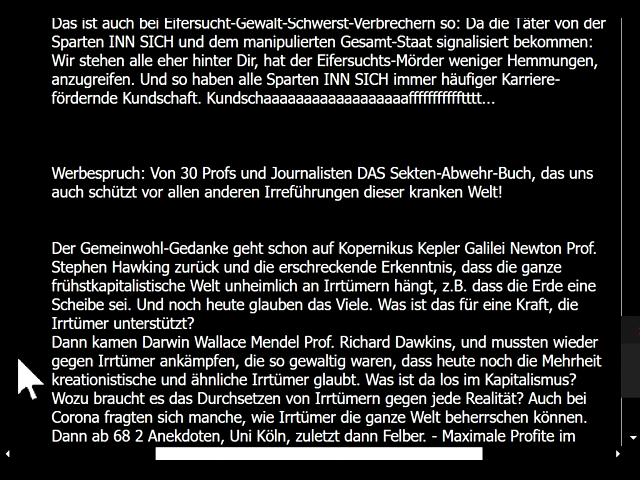 Das ist auch bei Eifersucht-Gewalt-Schwerst-Verbrechern so: Da die Täter von der
Sparten INN SICH und dem manipulierten Gesamt-Staat signalisiert bekommen:
Wir stehen alle eher hinter Dir, hat der Eifersuchts-Mörder weniger Hemmungen,
anzugreifen. Und so haben alle Sparten INN SICH immer häufiger Karriere-
fördernde Kundschaft. Kundschaaaaaaaaaaaaaaaaaaafffffffffffftttt...
Werbespruch: Von 30 Profs und Journalisten DAS Sekten-Abwehr-Buch, das uns
auch schützt vor allen anderen Irreführungen dieser kranken Welt!
Der Gemeinwohl-Gedanke geht schon auf Kopernikus Kepler Galilei Newton Prof.
Stephen Hawking zurück und die erschreckende Erkenntnis, dass die ganze
frühstkapitalistische Welt unheimlich an Irrtümern hängt, z.B. dass die Erde eine
Scheibe sei. Und noch heute glauben das Viele. Was ist das für eine Kraft, die
Irrtümer unterstützt?
Dann kamen Darwin Wallace Mendel Prof. Richard Dawkins, und mussten wieder
gegen Irrtümer ankämpfen, die so gewaltig waren, dass heute noch die Mehrheit
kreationistische und ähnliche Irrtümer glaubt. Was ist da los im Kapitalismus?
Wozu braucht es das Durchsetzen von Irrtümern gegen jede Realität? Auch bei
Corona fragten sich manche, wie Irrtümer die ganze Welt beherrschen können.
Dann ab 68 2 Anekdoten, Uni Köln, zuletzt dann Felber. - Maximale Profite im